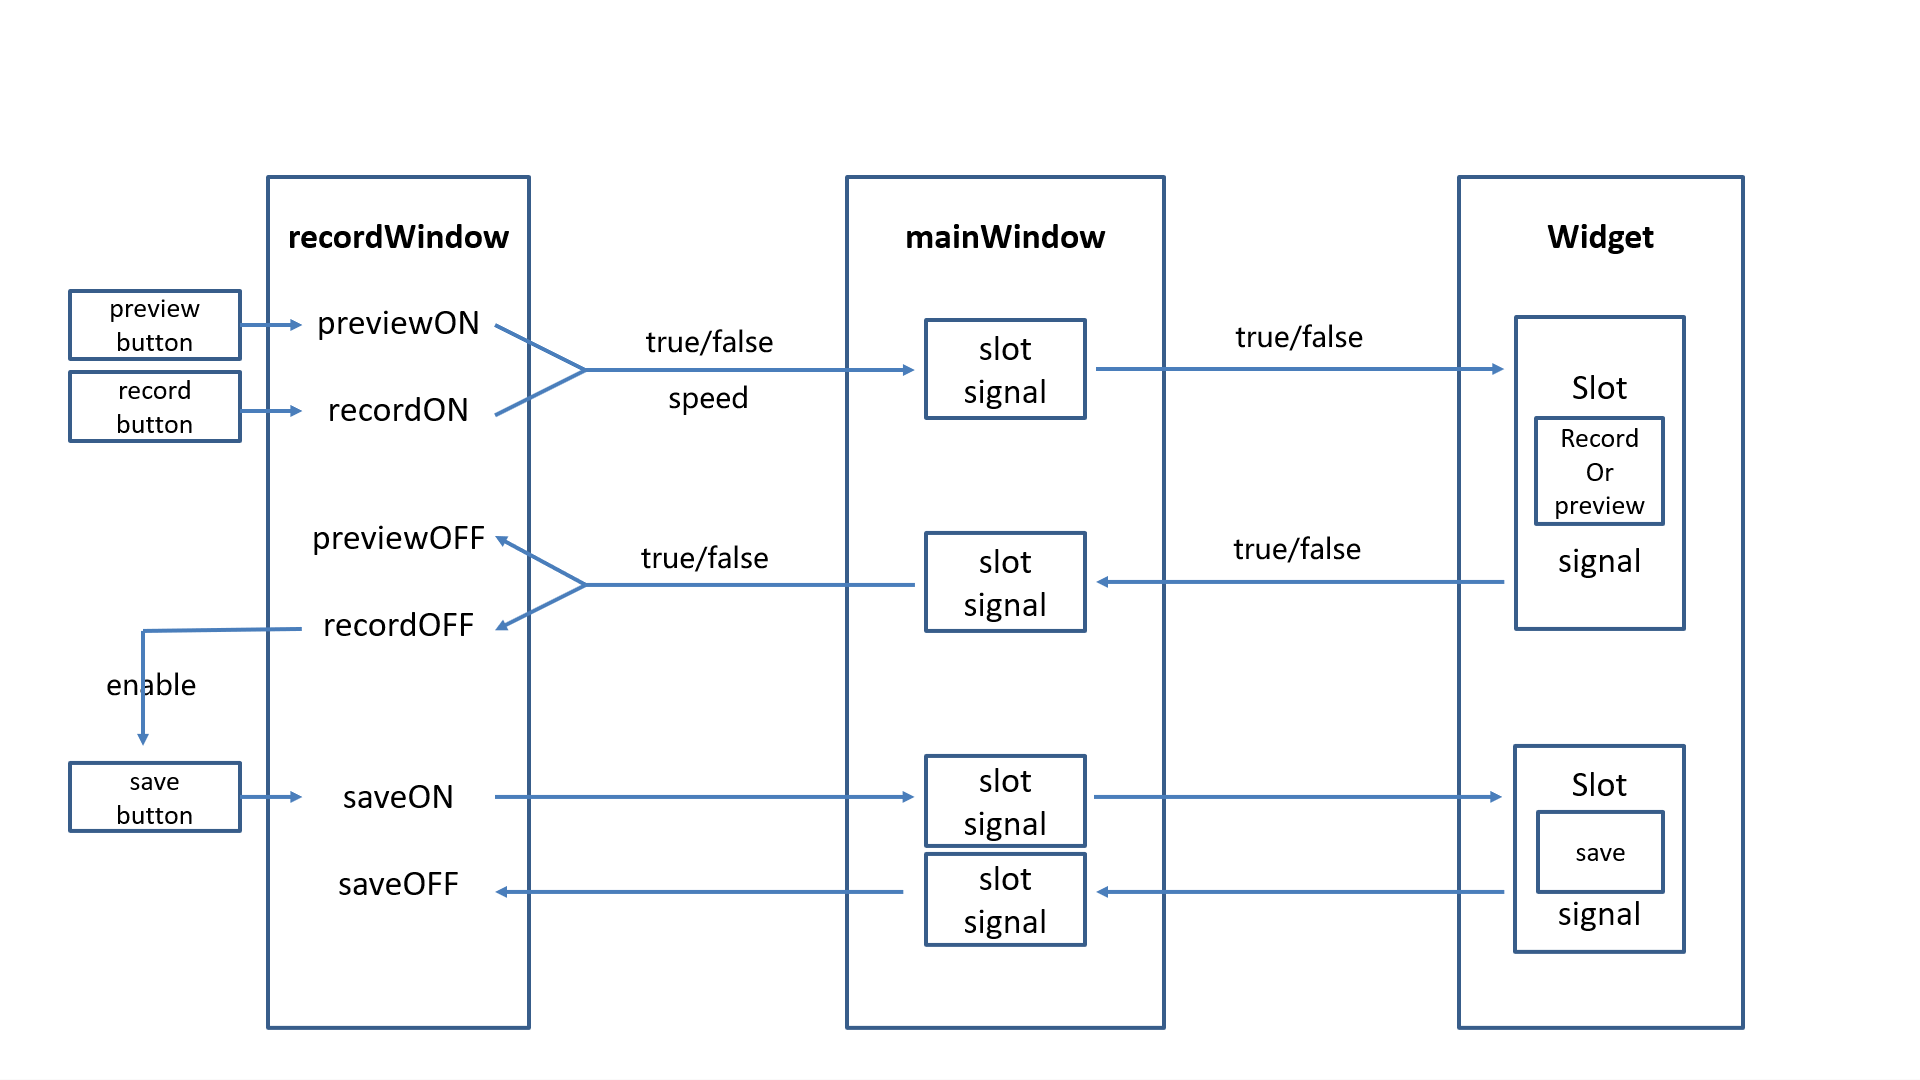 recordWindow
mainWindow
Widget
preview
button
record
button
previewON
recordON
true/false
speed
slot
signal
true/false
Slot
Record
Or
preview
signal
previewOFF
recordOFF
true/false
slot
signal
true/false
enable
save
button
saveON
saveOFF
slot
signal
slot
signal
Slot
save
signal